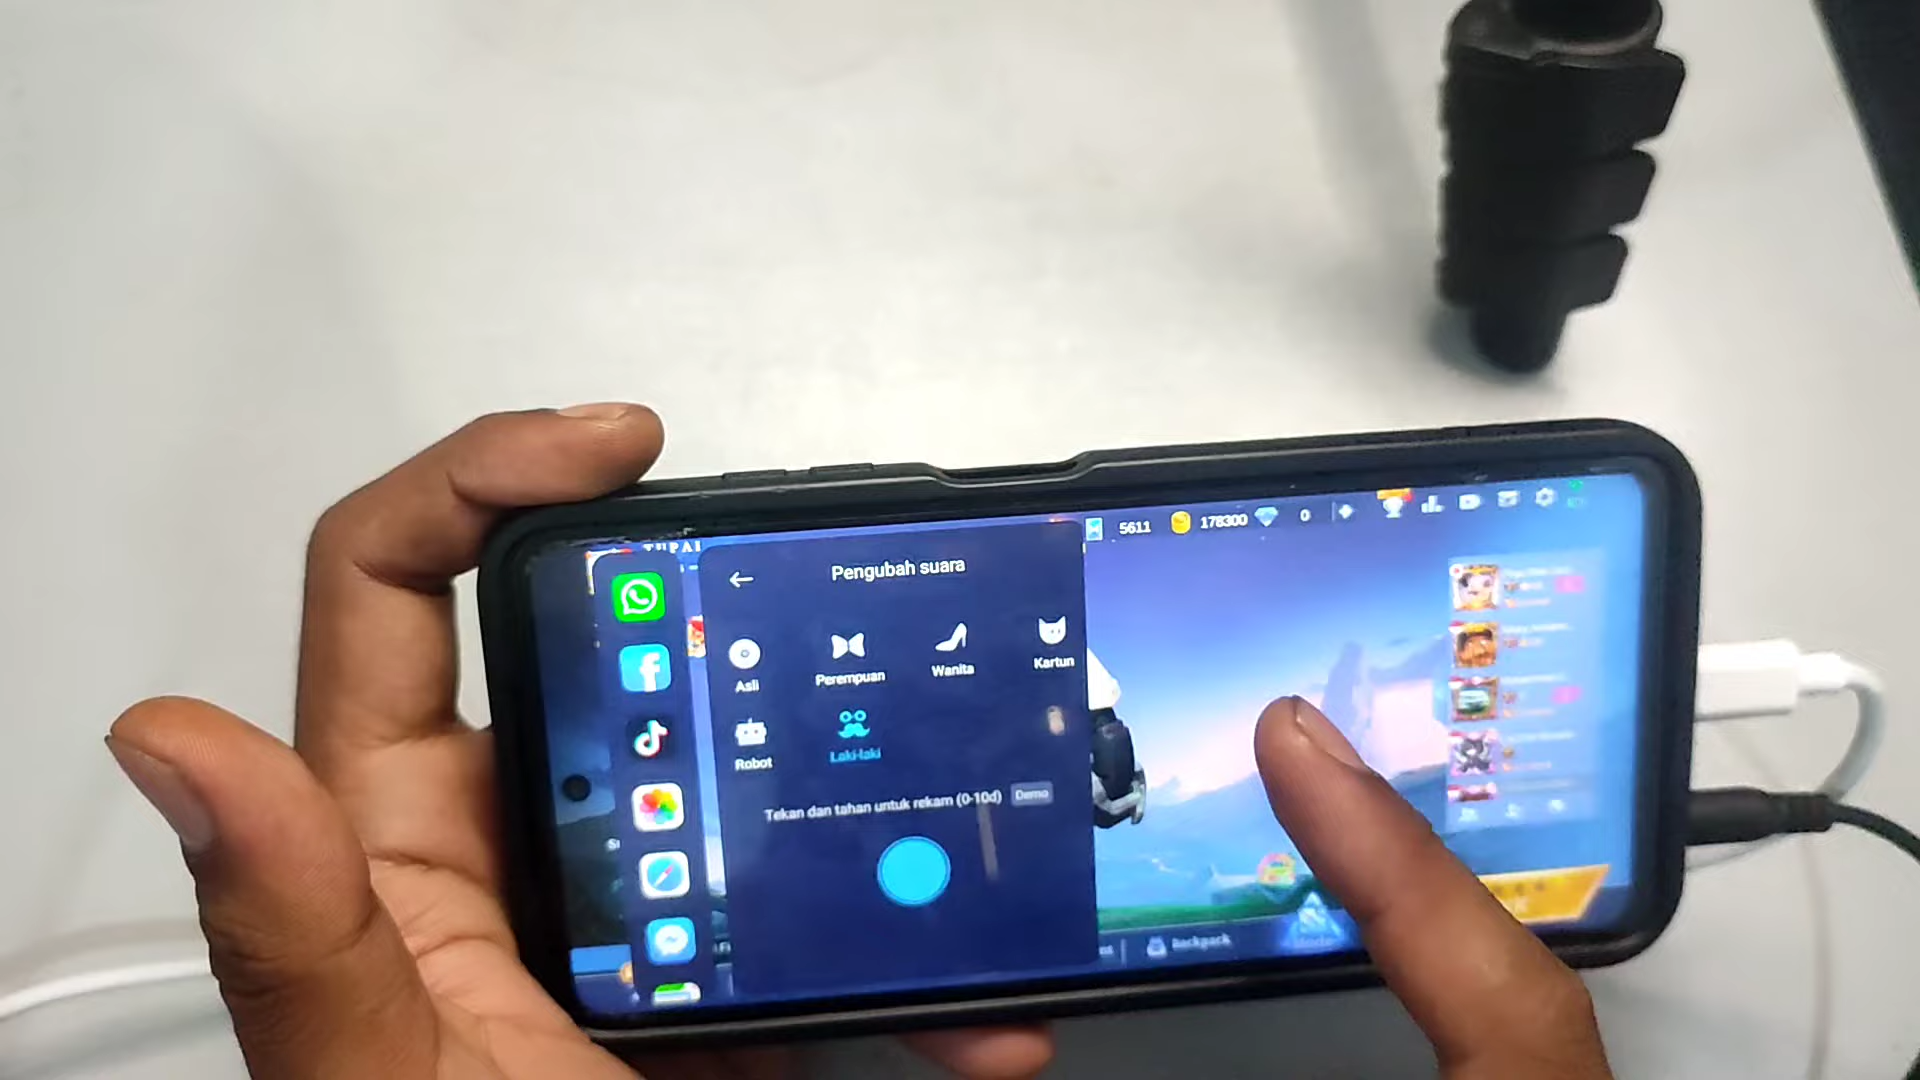 TUPAI
5611
178300
0
Pengubah suara
Asli
Perempuan
Wanita
Kartun
Robot
Laki-laki
Tekan dan tahan untuk rekam (0-10d)
Demo
Backpack